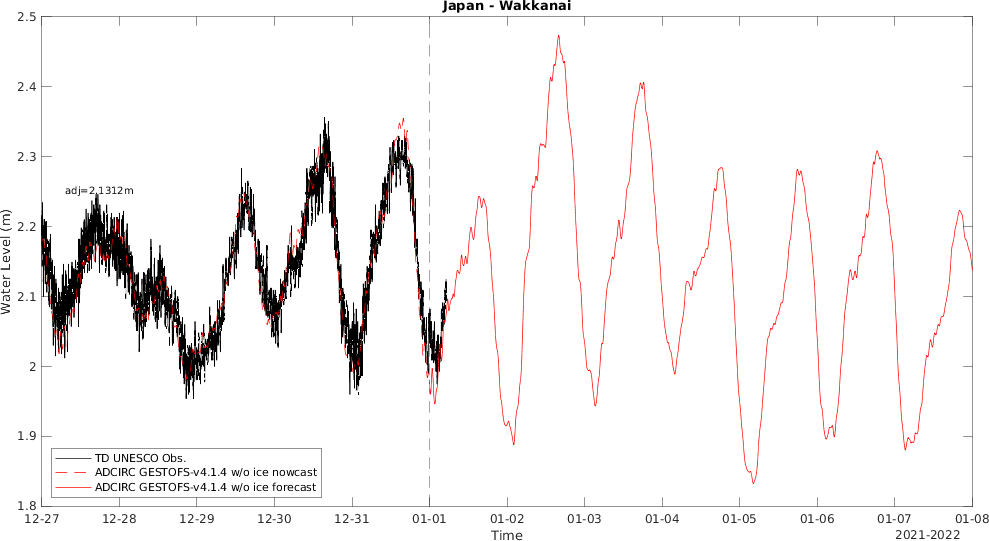 Japan - Wakkanai
2.5
2.4
2.3
2.2
2.1
2
1.9
1.8
Water Level (m)
adj=2.1312m
TD UNESCO Obs.
ADCIRC GESTOFS-v4.1.4 w/o ice nowcast
ADCIRC GESTOFS-v4.1.4 w/o ice forecast
12-27 12-28 12-29 12-30 12-31 01-01 01-02 01-03 01-04 01-05 01-06 01-07 01-08
Time
2021-2022